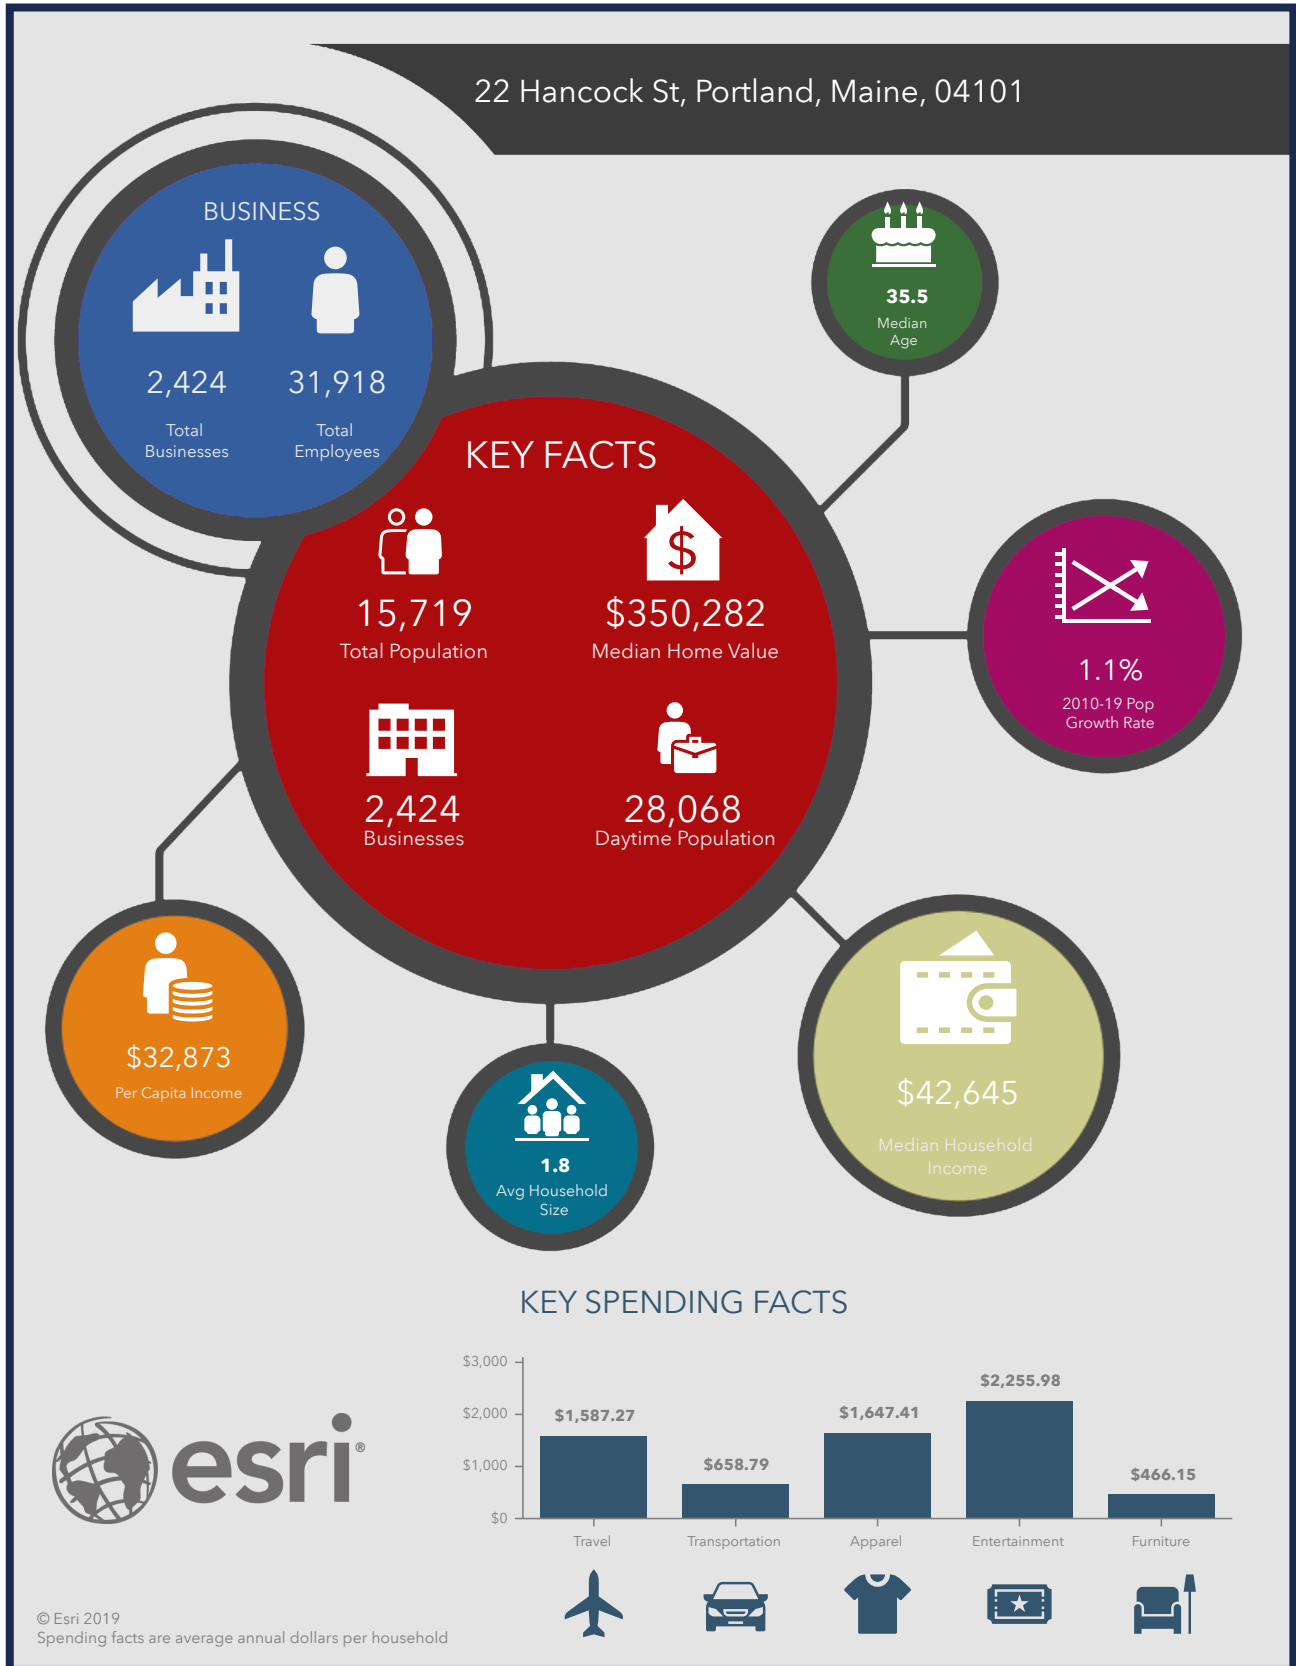 22 Hancock St, Portland, Maine, 04101
BUSINESS
2,424
Total
Businesses
31,918
Total
Employees
35.5
Median
Age
KEY FACTS
$
15,719
Total Population
$350,282
Median Home Value
2,424
Businesses
28,068
Daytime Population
1.1%
2010-19 Pop
Growth Rate
$32,873
Per Capita Income
1.8
Avg Household
Size
$42,645
Median Household
Income
KEY SPENDING FACTS
$3,000
$2,000
$1,000
$0
$1,587.27
$658.79
$1,647.41
$2,255.98
$466.15
Travel
Transportation
Apparel
Entertainment
Furniture
esri®
© Esri 2019
Spending facts are average annual dollars per household